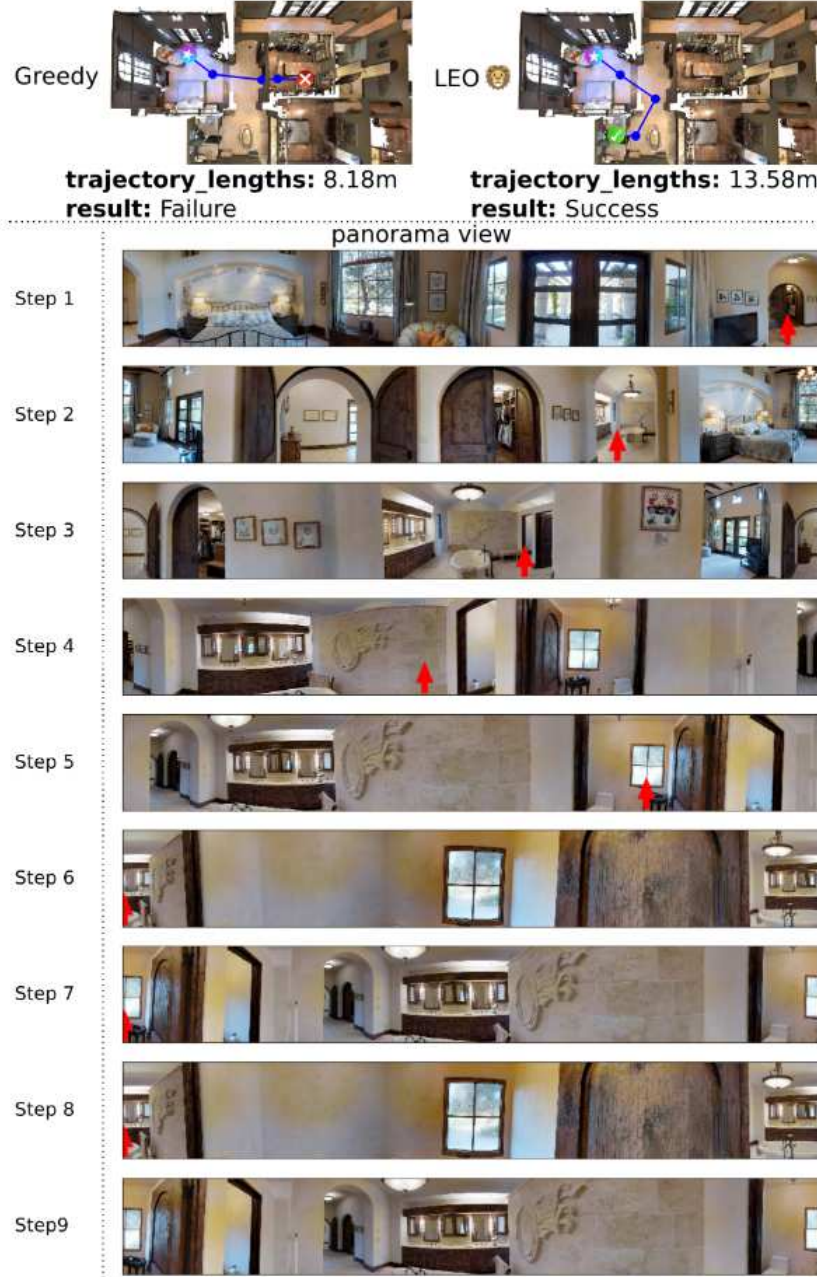 Greedy
LEO 🦁
trajectory_lengths: 8.18m
result: Failure
trajectory_lengths: 13.58m
result: Success
panorama view
Step 1
Step 2
Step 3
Step 4
Step 5
Step 6
Step 7
Step 8
Step9